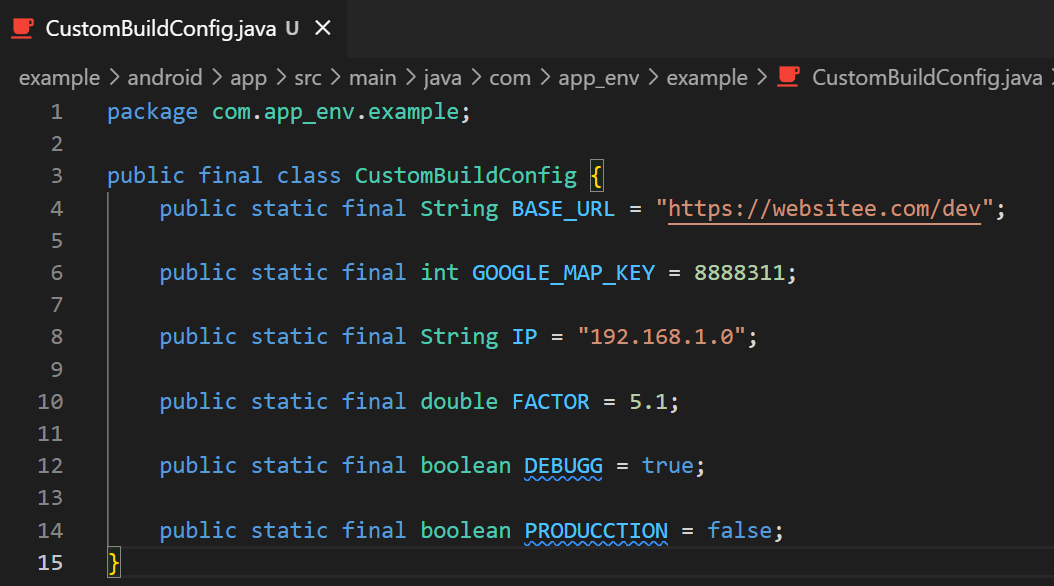 CustomBuildConfig.java U
example > android > app > src > main > java > com > app_env > example > CustomBuildConfig.java
1 package com.app_env.example;
2
3 public final class CustomBuildConfig {
4 public static final String BASE_URL = "https://websitee.com/dev";
5
6 public static final int GOOGLE_MAP_KEY = 8888311;
7
8 public static final String IP = "192.168.1.0";
9
10 public static final double FACTOR = 5.1;
11
12 public static final boolean DEBUGG = true;
13
14 public static final boolean PRODUCCTION = false;
15 }